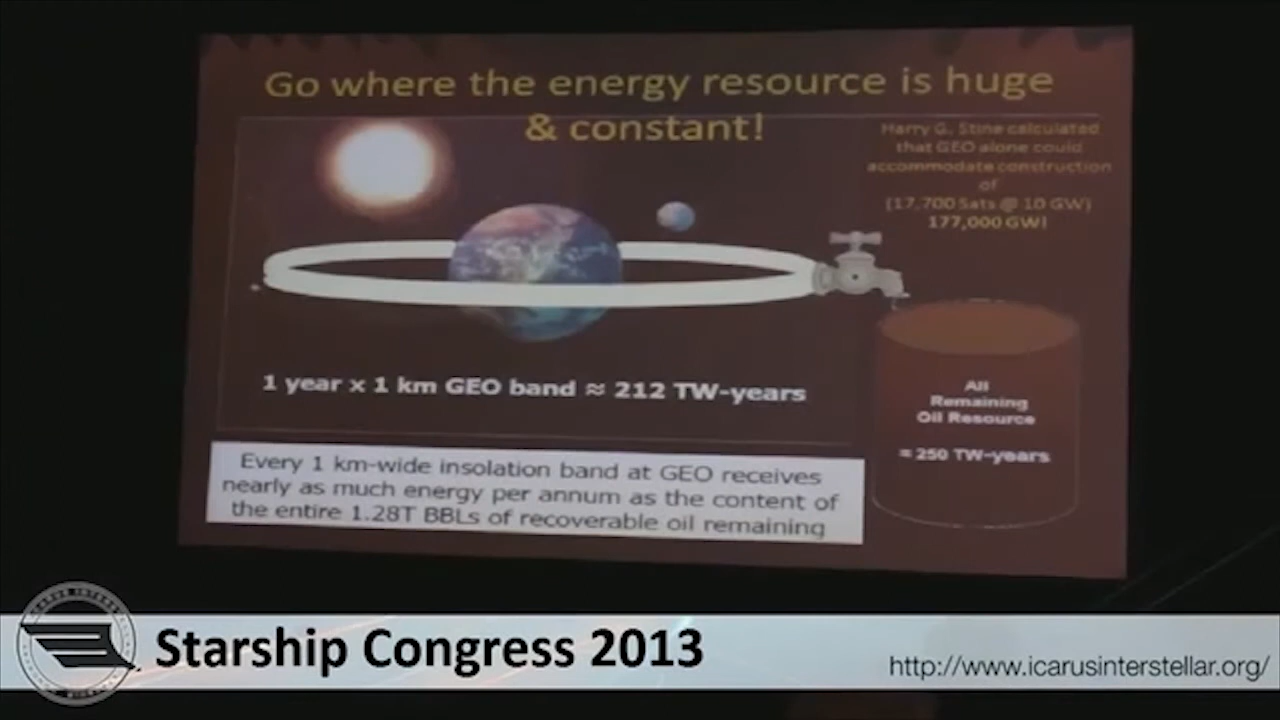 Go where the energy resource is huge
& constant!
Harry G. Stine calculated
that GEO alone could
accommodate construction
of
(17,700 Sats @ 10 GW)
177,000 GW!
1 year x 1 km GEO band ≈ 212 TW-years
All
Remaining
Oil Resource
≈ 250 TW-years
Every 1 km-wide insolation band at GEO receives
nearly as much energy per annum as the content of
the entire 1.28T BBLs of recoverable oil remaining
Starship Congress 2013
http://www.icarusinterstellar.org/